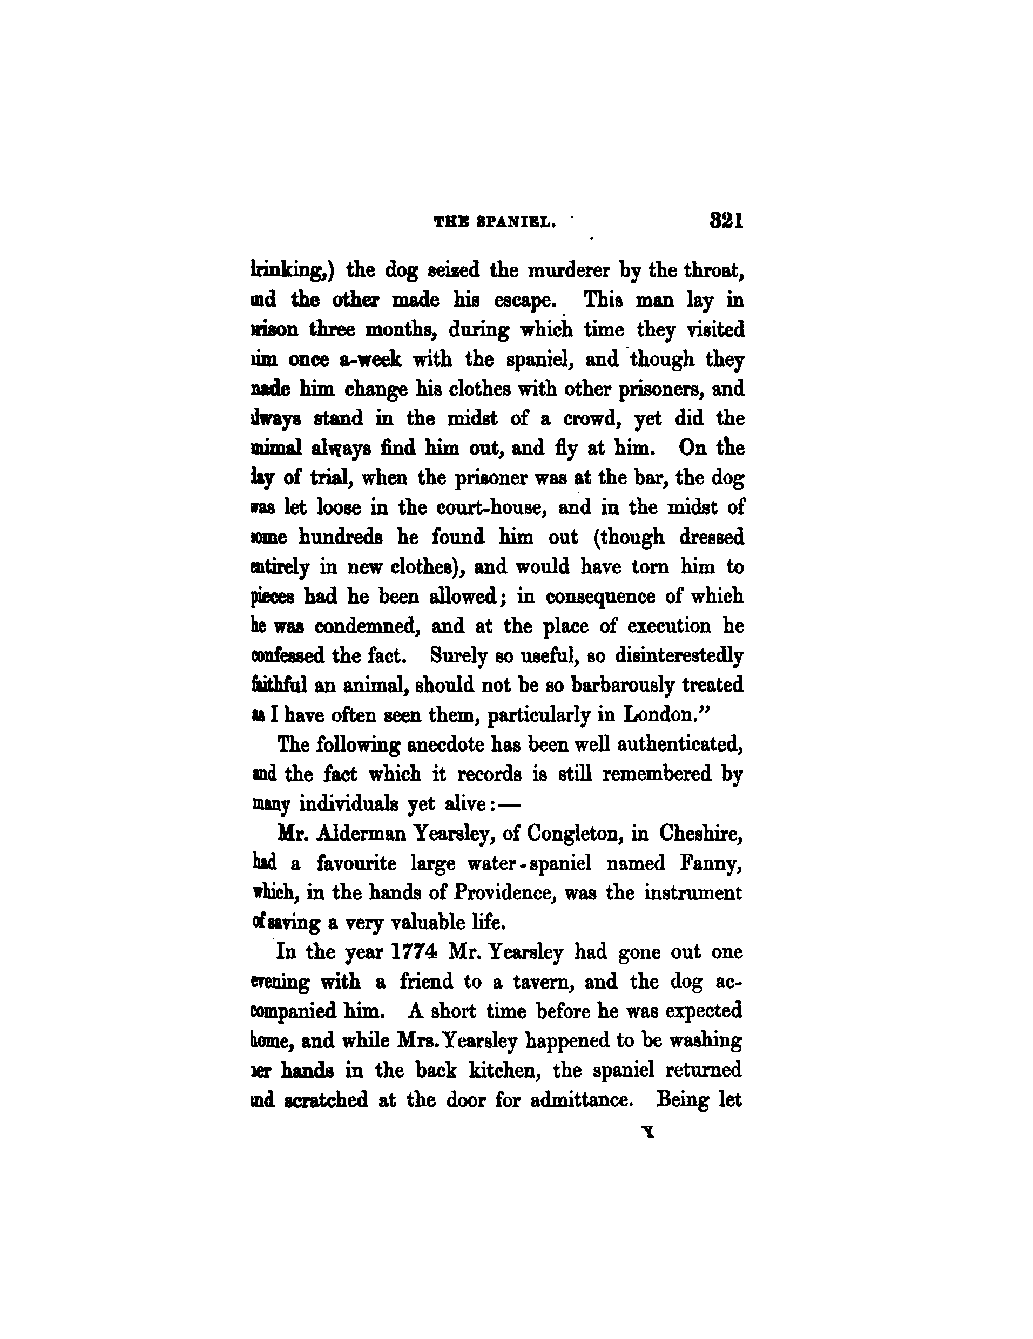 THE SPANIEL. 321
drinking,) the dog seized the murderer by the throat,
and the other made his escape. This man lay in
prison three months, during which time they visited
him once a-week with the spaniel, and though they
made him change his clothes with other prisoners, and
always stand in the midst of a crowd, yet did the
animal always find him out, and fly at him. On the
day of trial, when the prisoner was at the bar, the dog
was let loose in the court-house, and in the midst of
some hundreds he found him out (though dressed
entirely in new clothes), and would have torn him to
pieces had he been allowed; in consequence of which
he was condemned, and at the place of execution he
confessed the fact. Surely so useful, so disinterestedly
faithful an animal, should not be so barbarously treated
as I have often seen them, particularly in London."
The following anecdote has been well authenticated,
and the fact which it records is still remembered by
many individuals yet alive:—
Mr. Alderman Yearsley, of Congleton, in Cheshire,
had a favourite large water-spaniel named Fanny,
which, in the hands of Providence, was the instrument
of saving a very valuable life.
In the year 1774 Mr. Yearsley had gone out one
evening with a friend to a tavern, and the dog ac-
companied him. A short time before he was expected
home, and while Mrs. Yearsley happened to be washing
her hands in the back kitchen, the spaniel returned
and scratched at the door for admittance. Being let
Y